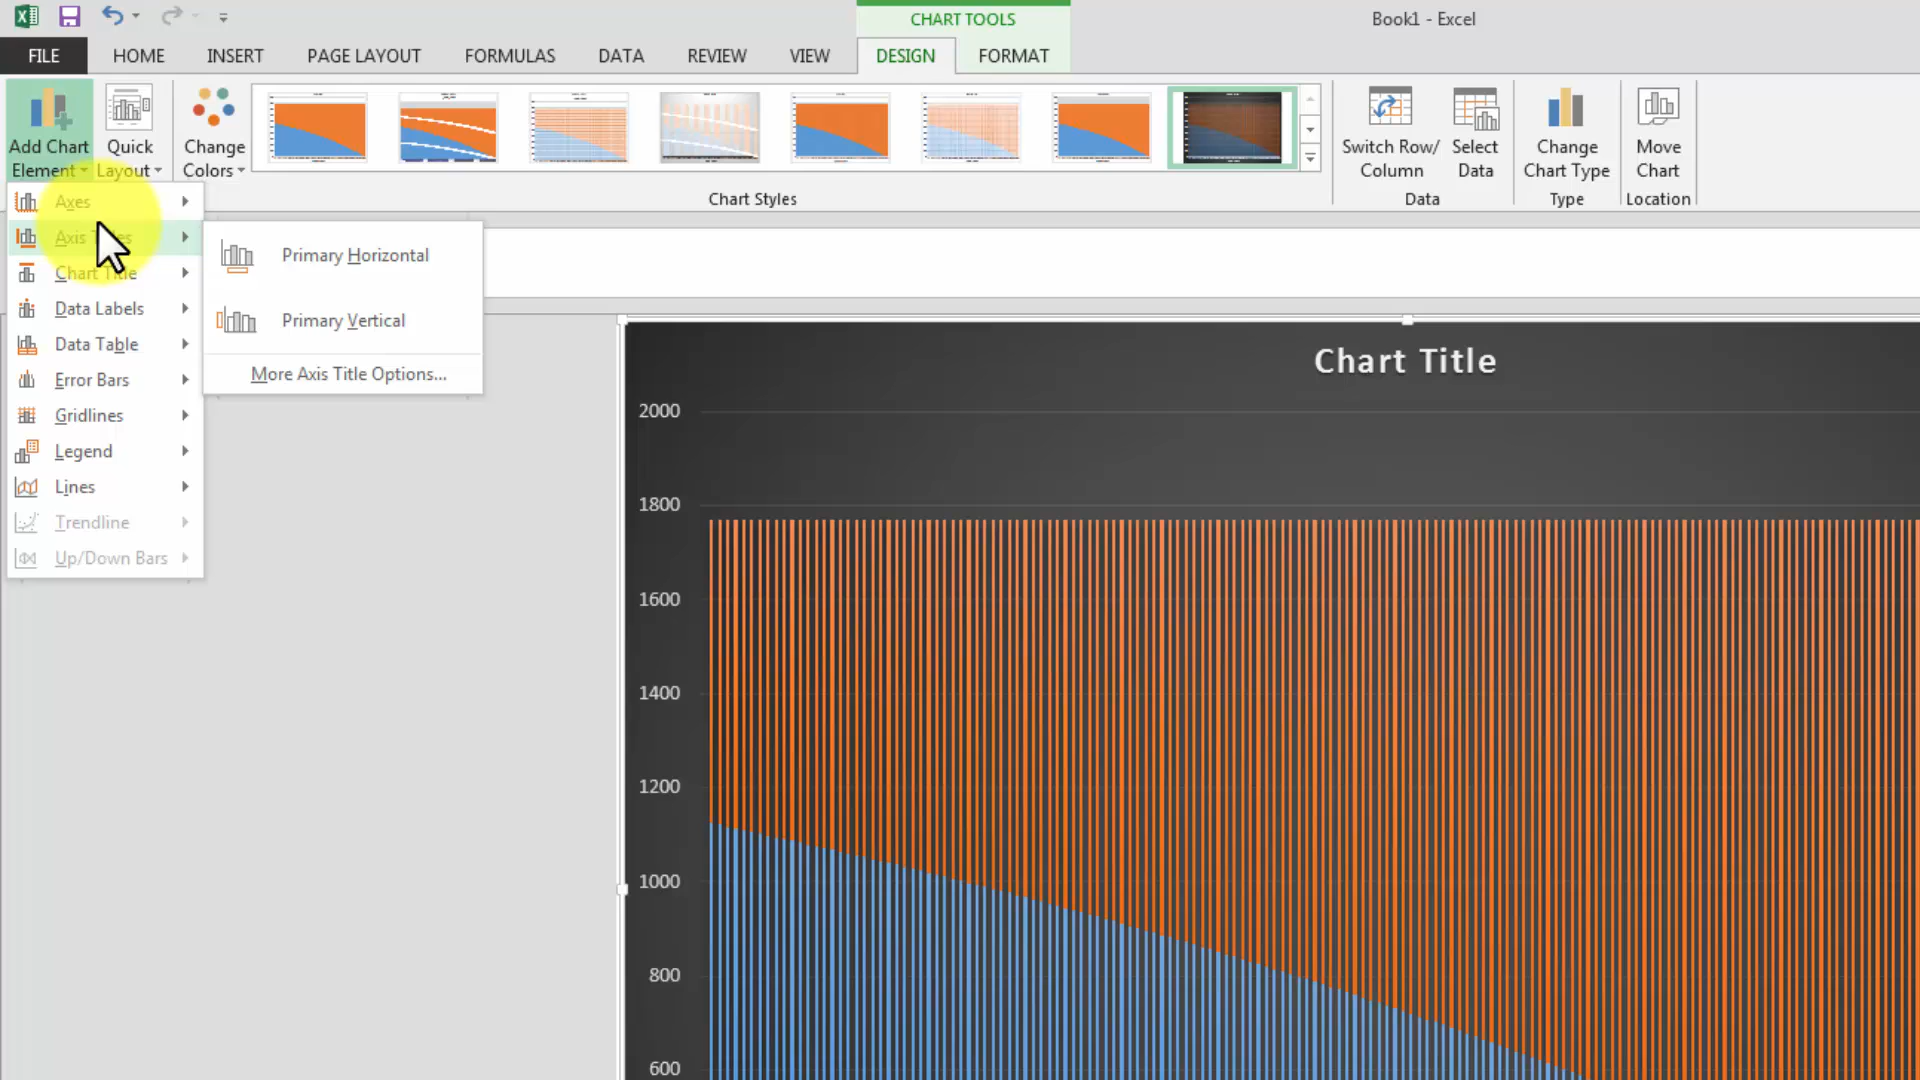 CHART TOOLS
Book1 - Excel
FILE
HOME
INSERT
PAGE LAYOUT
FORMULAS
DATA
REVIEW
VIEW
DESIGN
FORMAT
Add Chart
Element
Quick
Layout
Change
Colors
Switch Row/
Column
Select
Data
Change
Chart Type
Move
Chart
Chart Styles
Data
Type
Location
Axes
Axis Titles
Chart Title
Data Labels
Data Table
Error Bars
Gridlines
Legend
Lines
Trendline
Up/Down Bars
Primary Horizontal
Primary Vertical
More Axis Title Options...
Chart Title
2000
1800
1600
1400
1200
1000
800
600